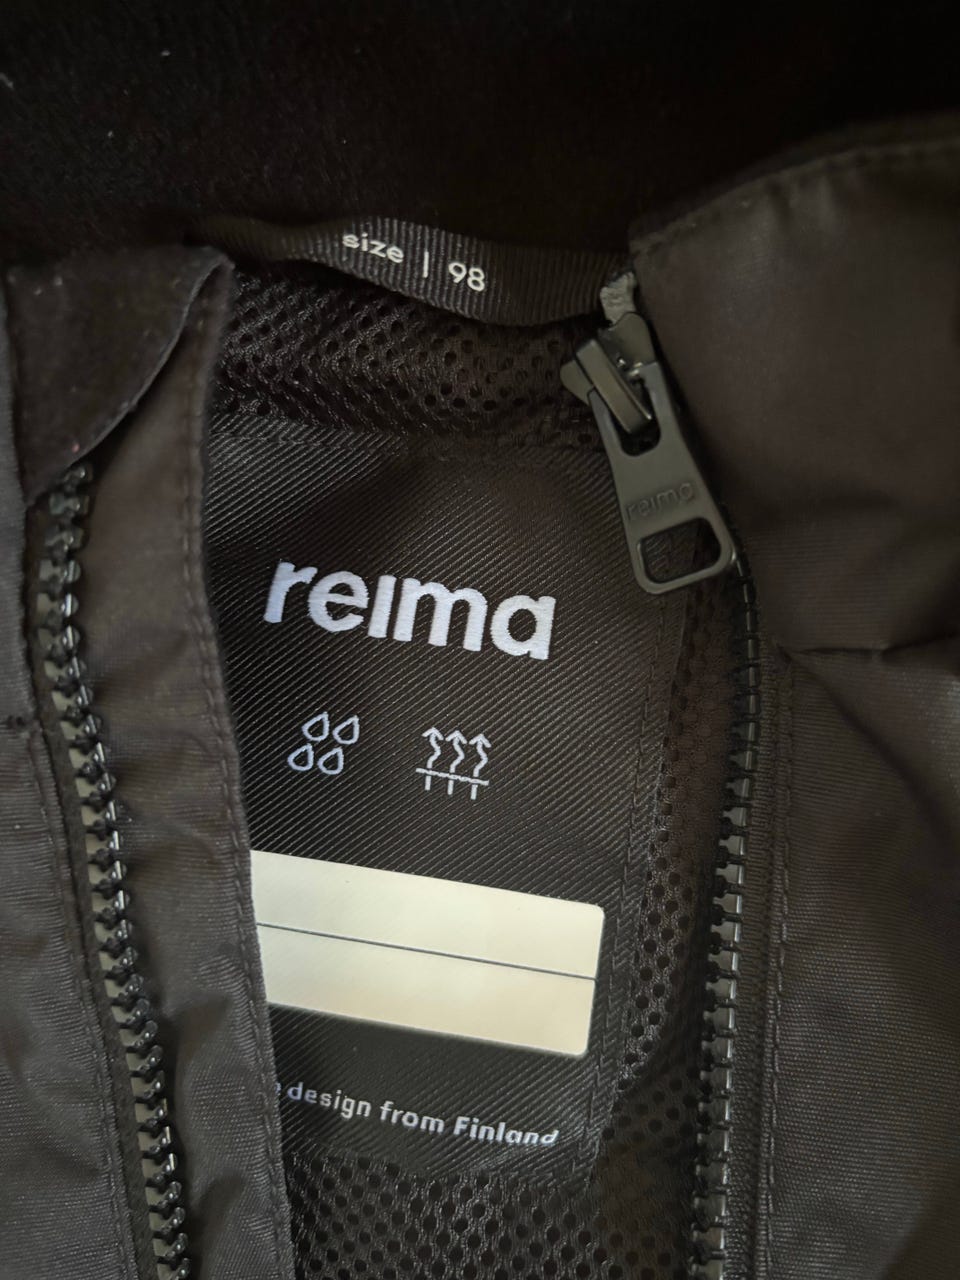 size | 98
reima
reima
design from Finland